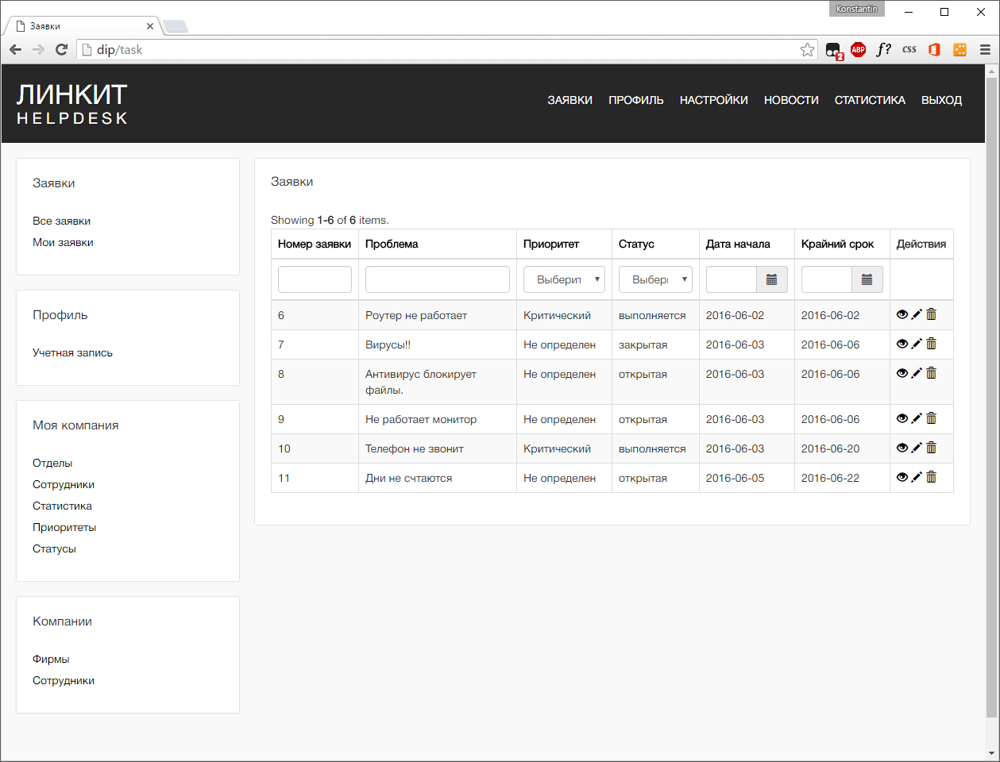 Konstantin
Заявки
dip/task
2
ABP
f?
css
ЛИНКИТ
HELPDESK
ЗАЯВКИ ПРОФИЛЬ НАСТРОЙКИ НОВОСТИ СТАТИСТИКА ВЫХОД
Заявки
Все заявки
Мои заявки
Профиль
Учетная запись
Моя компания
Отделы
Сотрудники
Статистика
Приоритеты
Статусы
Компании
Фирмы
Сотрудники
Заявки
Showing 1-6 of 6 items.
Номер заявки Проблема Приоритет Статус Дата начала Крайний срок Действия
Выберит Выбері
6 Роутер не работает Критический выполняется 2016-06-02 2016-06-02
7 Вирусы!! Не определен закрытая 2016-06-03 2016-06-06
8 Антивирус блокирует файлы. Не определен открытая 2016-06-03 2016-06-06
9 Не работает монитор Не определен открытая 2016-06-03 2016-06-06
10 Телефон не звонит Критический выполняется 2016-06-03 2016-06-20
11 Дни не счтаются Не определен открытая 2016-06-05 2016-06-22